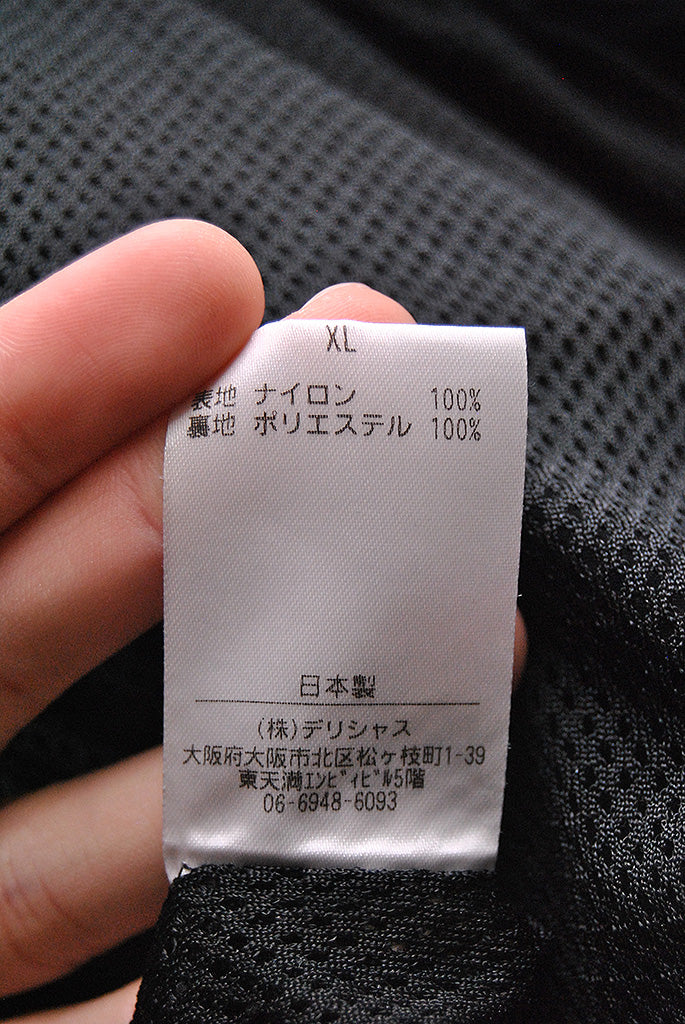 XL
表地 ナイロン 100%
裏地 ポリエステル 100%
日本製
(株)デリシャス
大阪府大阪市北区松ヶ枝町1-39
東天満ｴﾝﾋﾞｨﾋﾞﾙ5階
06-6948-6093